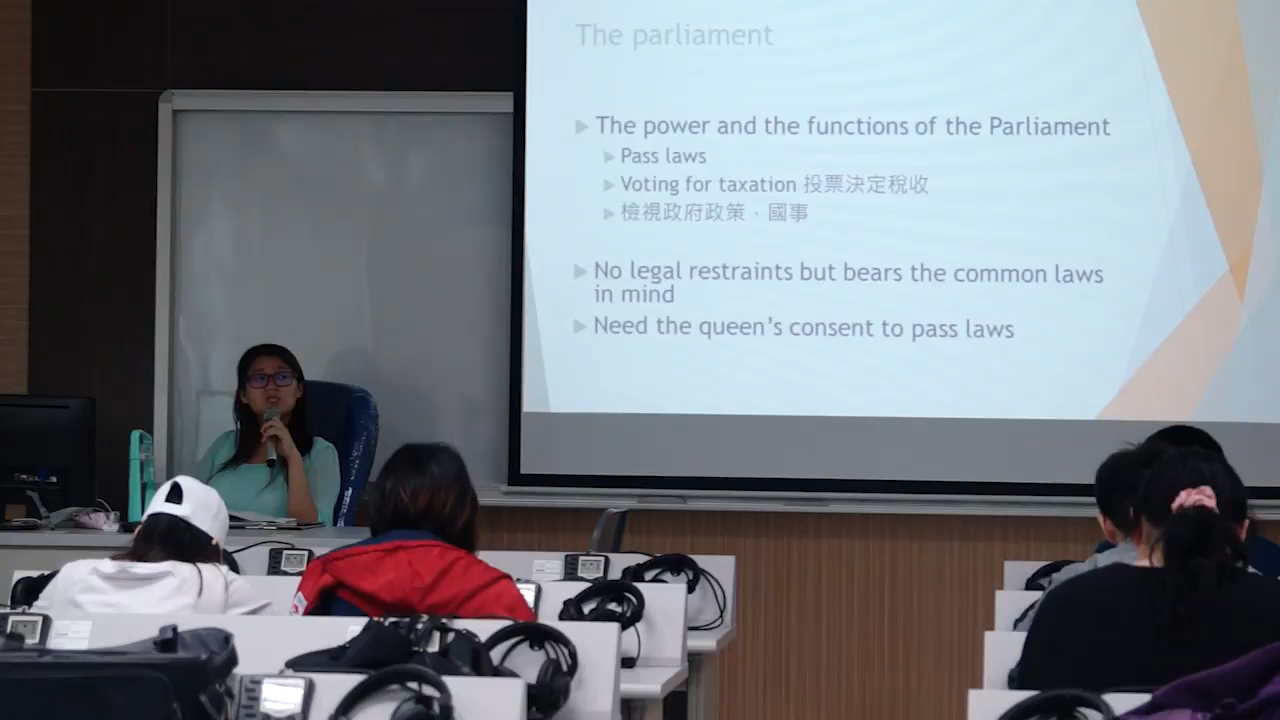 The parliament
The power and the functions of the Parliament
Pass laws
Voting for taxation 投票決定稅收
檢視政府政策，國事
No legal restraints but bears the common laws
in mind
Need the queen's consent to pass laws